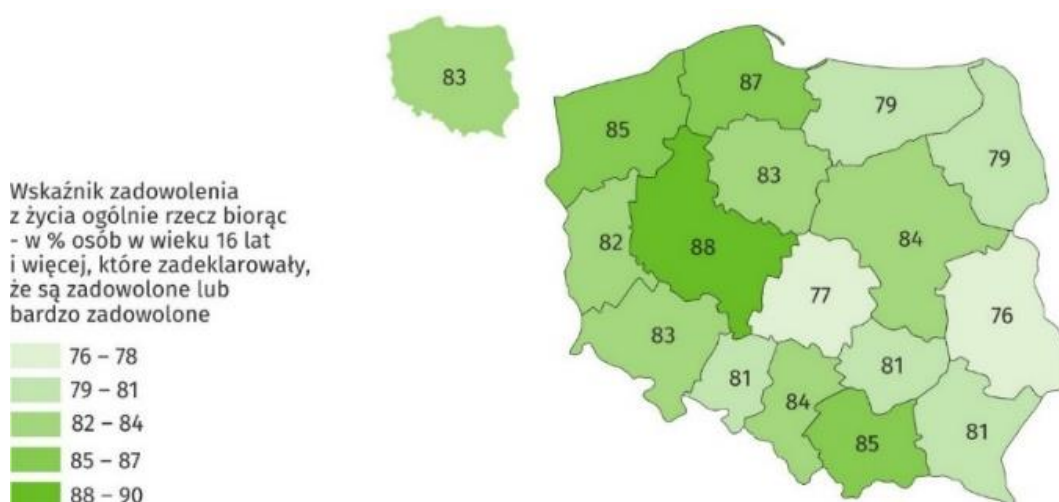 83
87
79
85
83
79
84
82
88
77
76
83
81
81
84
81
85
Wskaźnik zadowolenia
z życia ogólnie rzecz biorąc
- w % osób w wieku 16 lat
i więcej, które zadeklarowały,
że są zadowolone lub
bardzo zadowolone
76 – 78
79 – 81
82 – 84
85 – 87
88 – 90